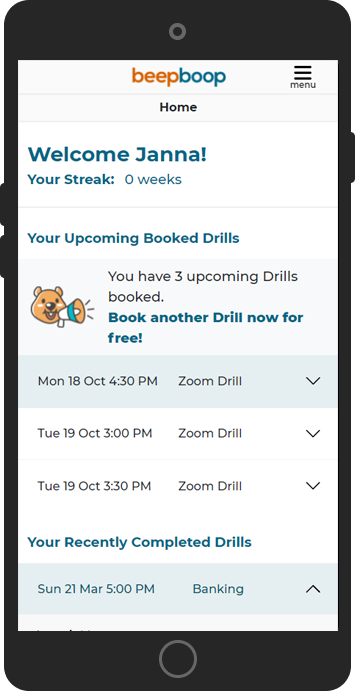 beepboop
menu
Home
Welcome Janna!
Your Streak: 0 weeks
Your Upcoming Booked Drills
You have 3 upcoming Drills
booked.
Book another Drill now for
free!
Mon 18 Oct 4:30 PM Zoom Drill
Tue 19 Oct 3:00 PM Zoom Drill
Tue 19 Oct 3:30 PM Zoom Drill
Your Recently Completed Drills
Sun 21 Mar 5:00 PM Banking